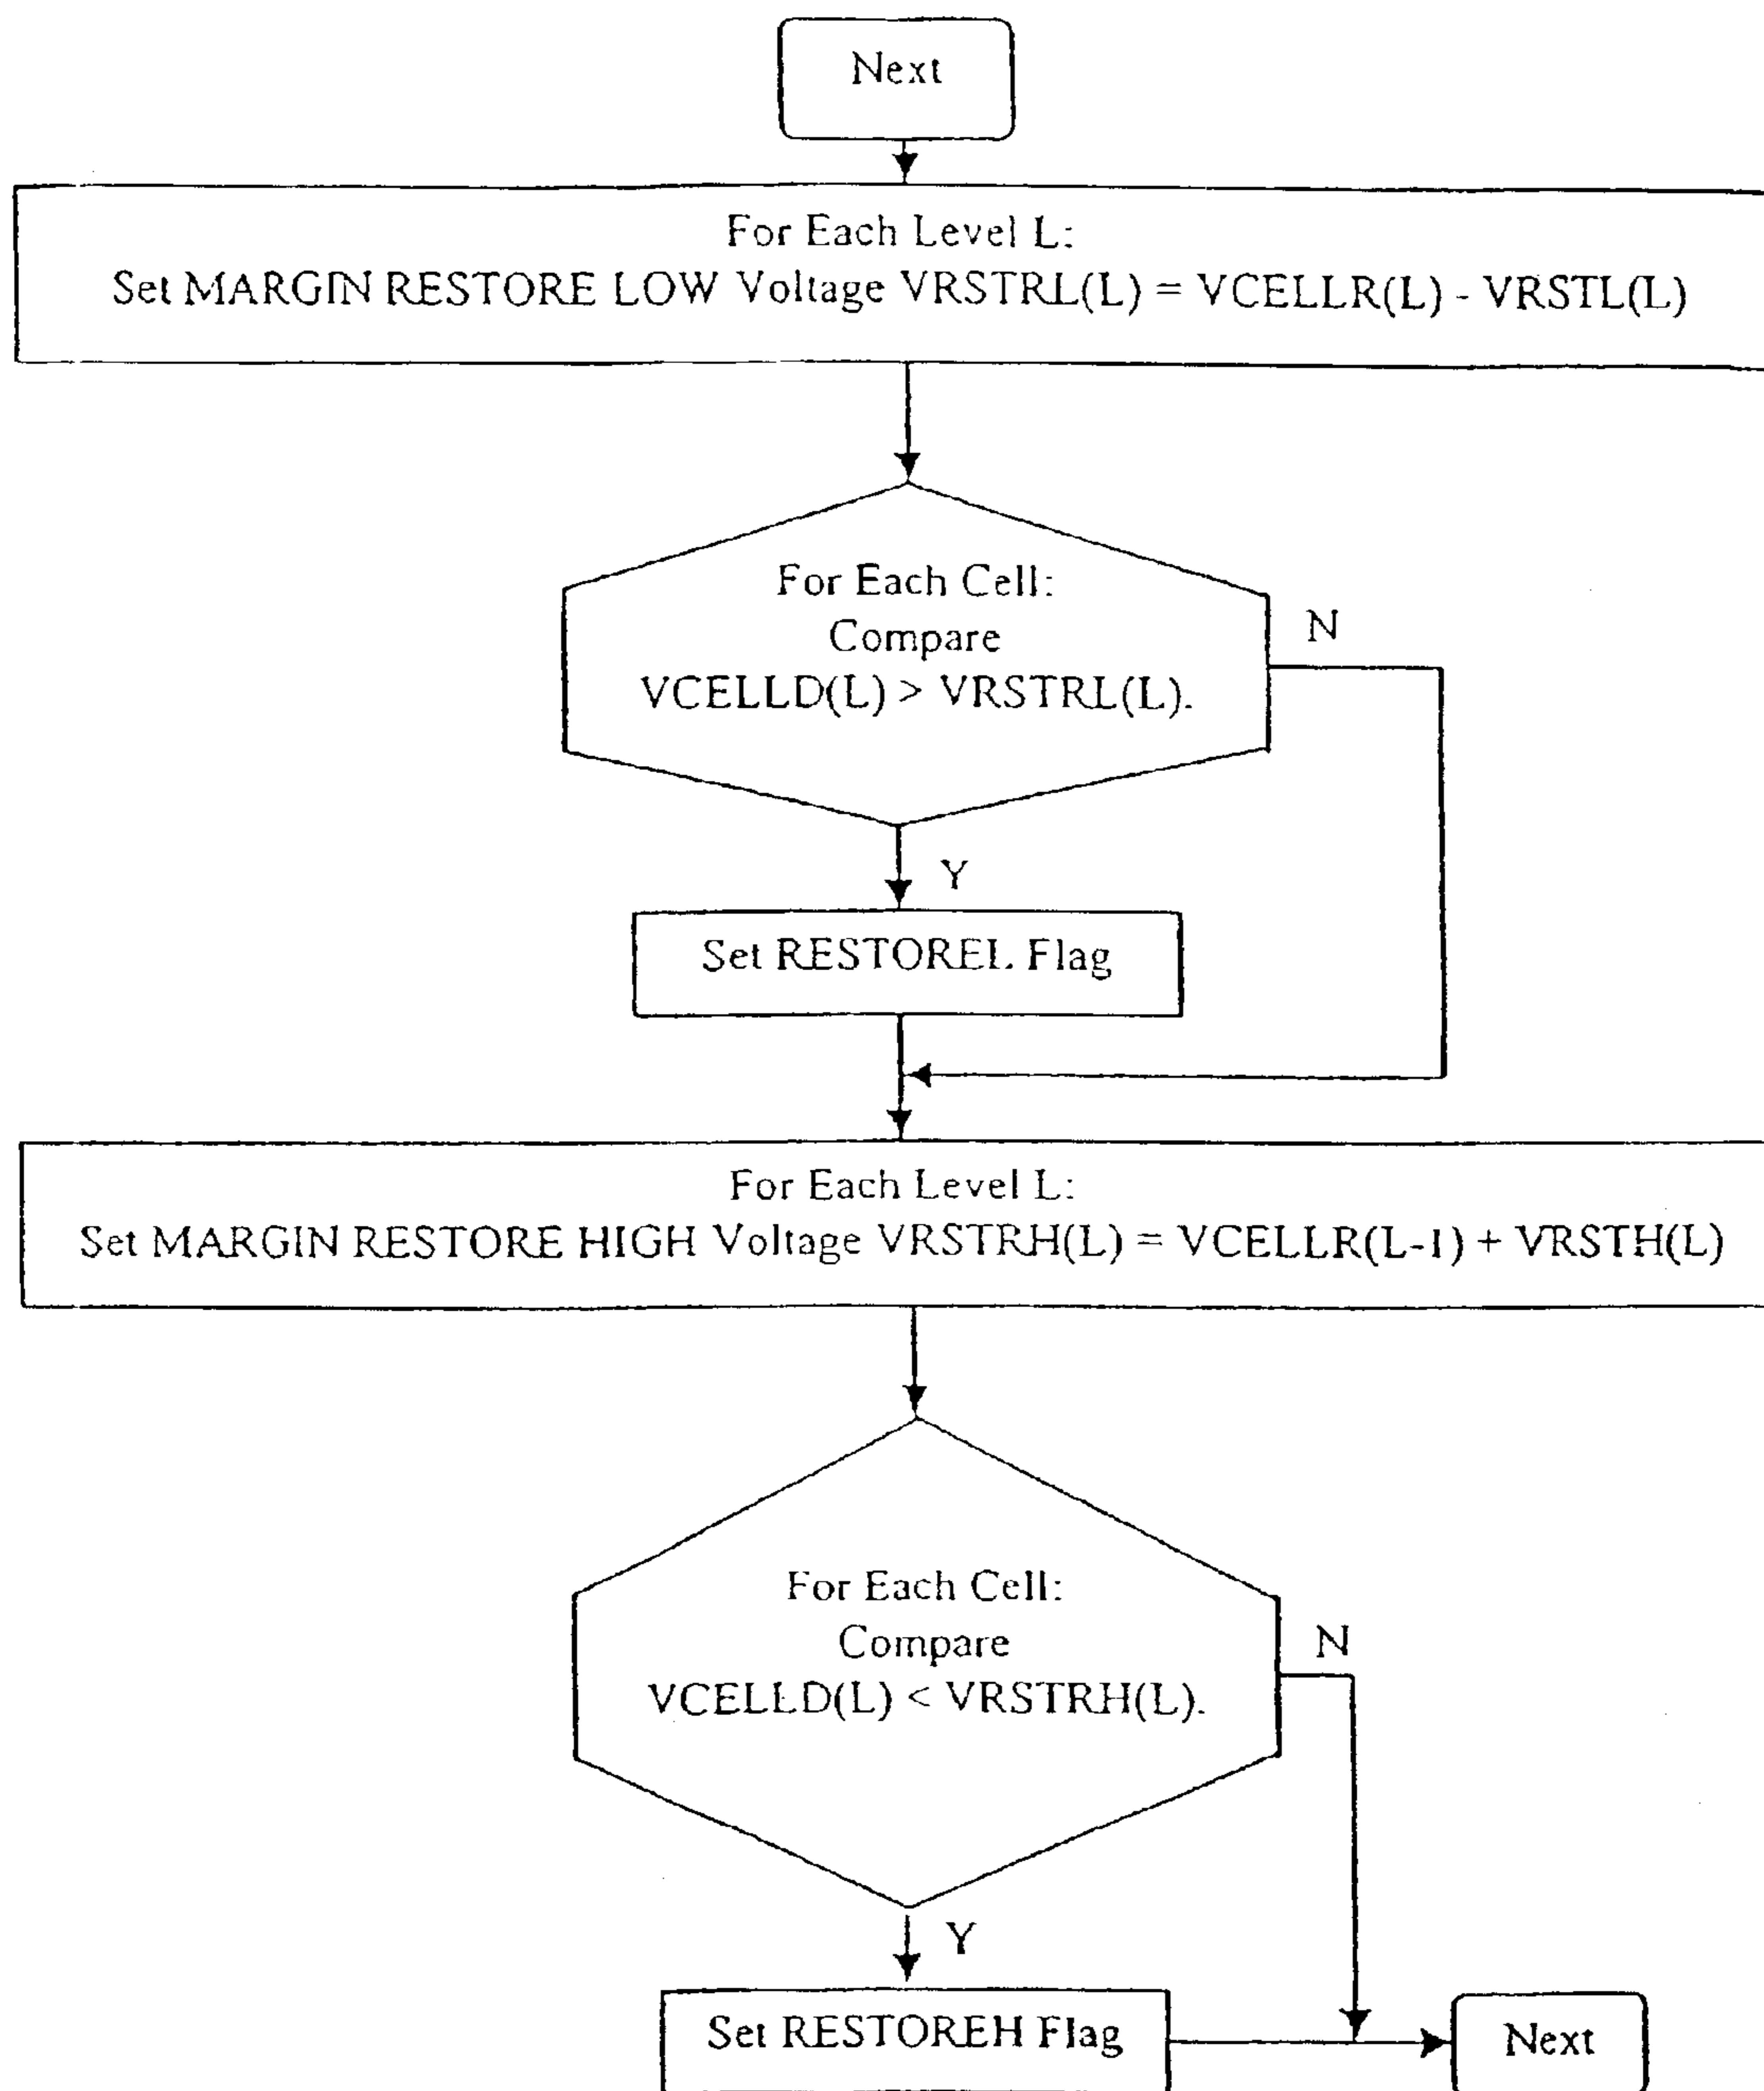 Next
For Each Level L:
Set MARGIN RESTORE LOW Voltage VRSTRL(L) = VCELLR(L) - VRSTL(L)
For Each Cell:
Compare
VCELLD(L) > VRSTRL(L).
N
Y
Set RESTOREL Flag
For Each Level L:
Set MARGIN RESTORE HIGH Voltage VRSTRH(L) = VCELLR(L-1) + VRSTH(L)
For Each Cell:
Compare
VCELLD(L) < VRSTRH(L).
N
Y
Set RESTOREH Flag
Next